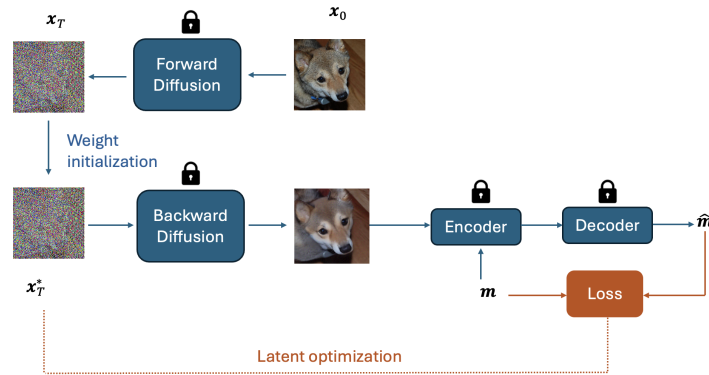 x_T
x_0
Forward
Diffusion
Weight
initialization
Backward
Diffusion
Encoder
Decoder
m̂
x_T^*
m
Loss
Latent optimization